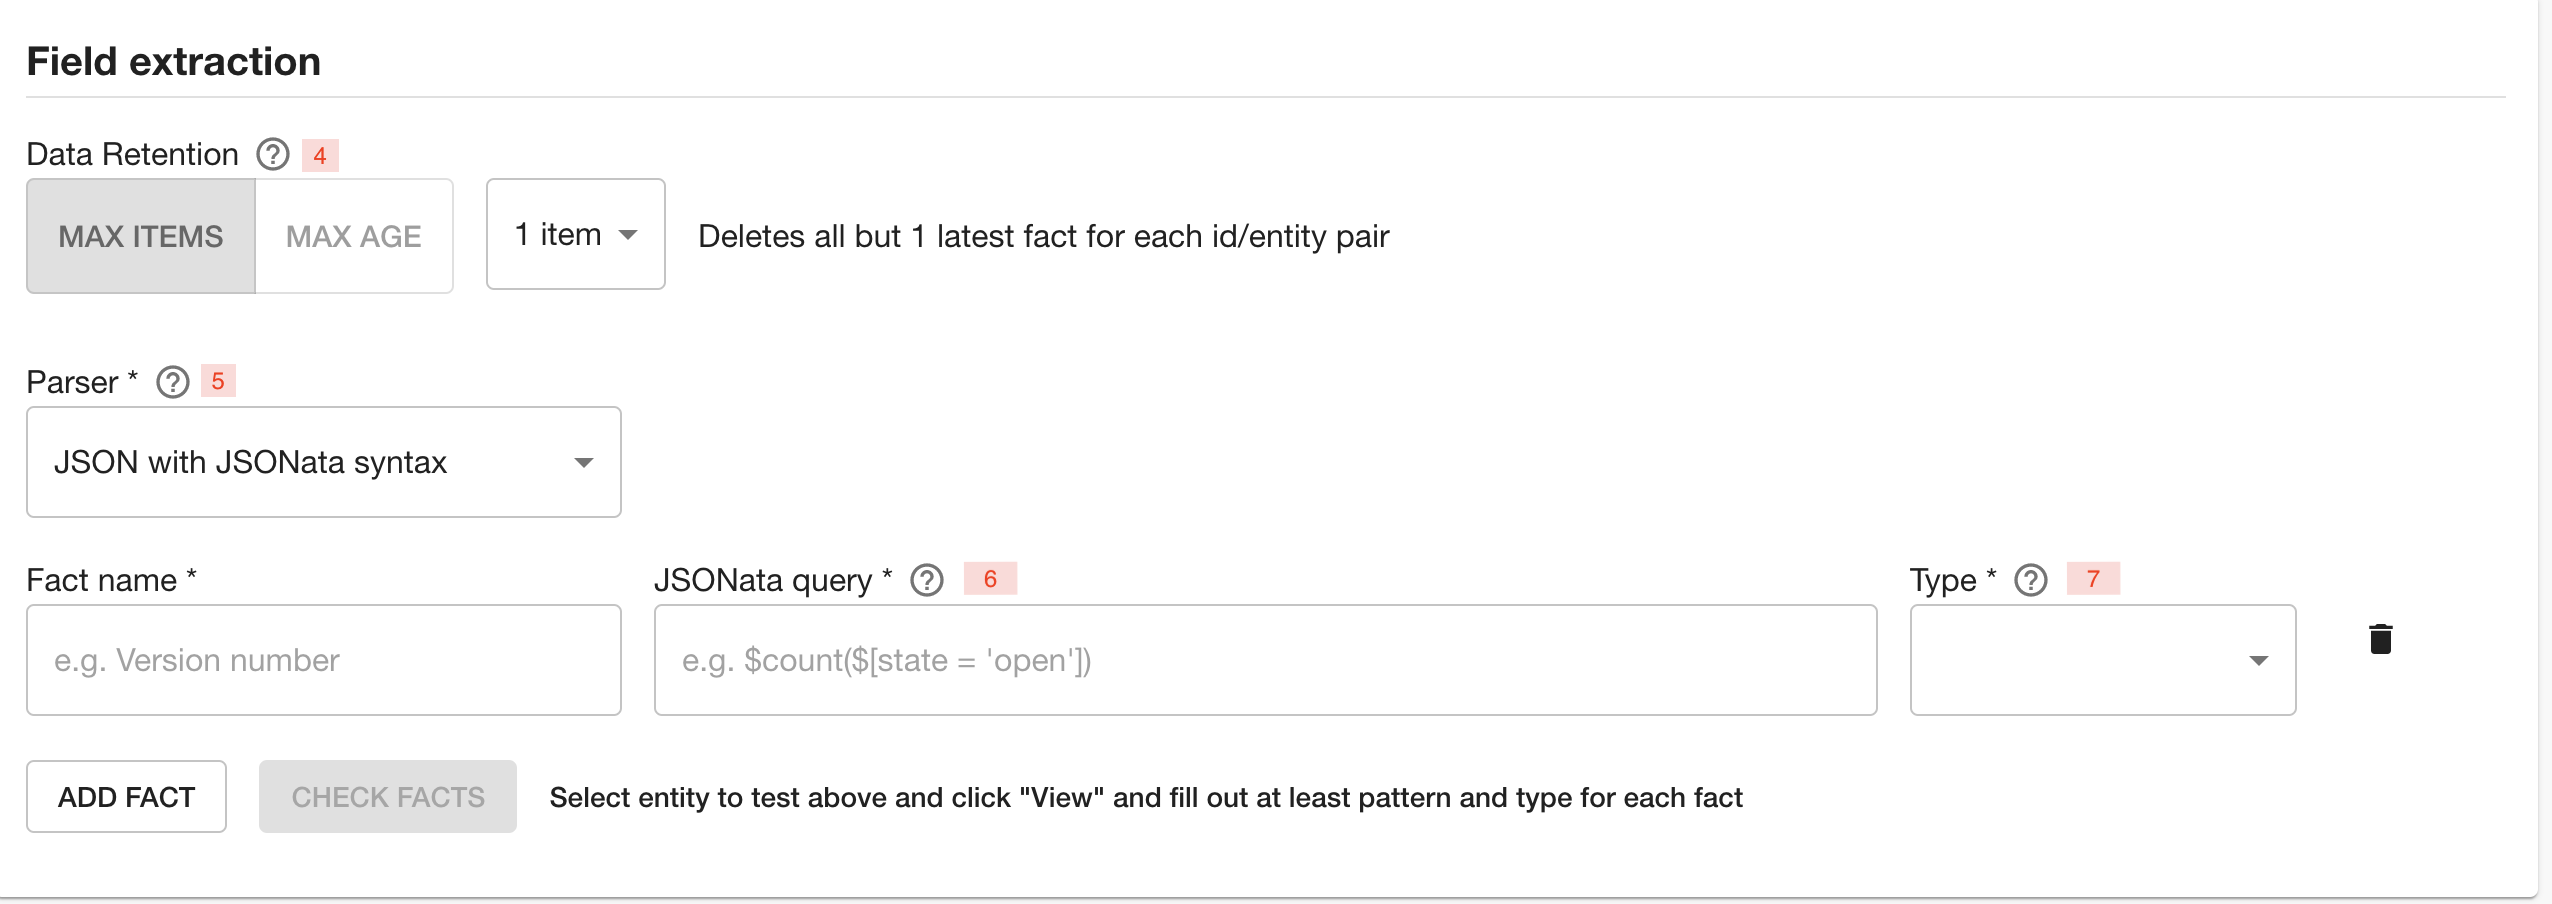 Field extraction
Data Retention 4
MAX ITEMS MAX AGE 1 item Deletes all but 1 latest fact for each id/entity pair
Parser * 5
JSON with JSONata syntax
Fact name * JSONata query * 6 Type * 7
e.g. Version number e.g. $count($[state = 'open'])
ADD FACT CHECK FACTS Select entity to test above and click "View" and fill out at least pattern and type for each fact